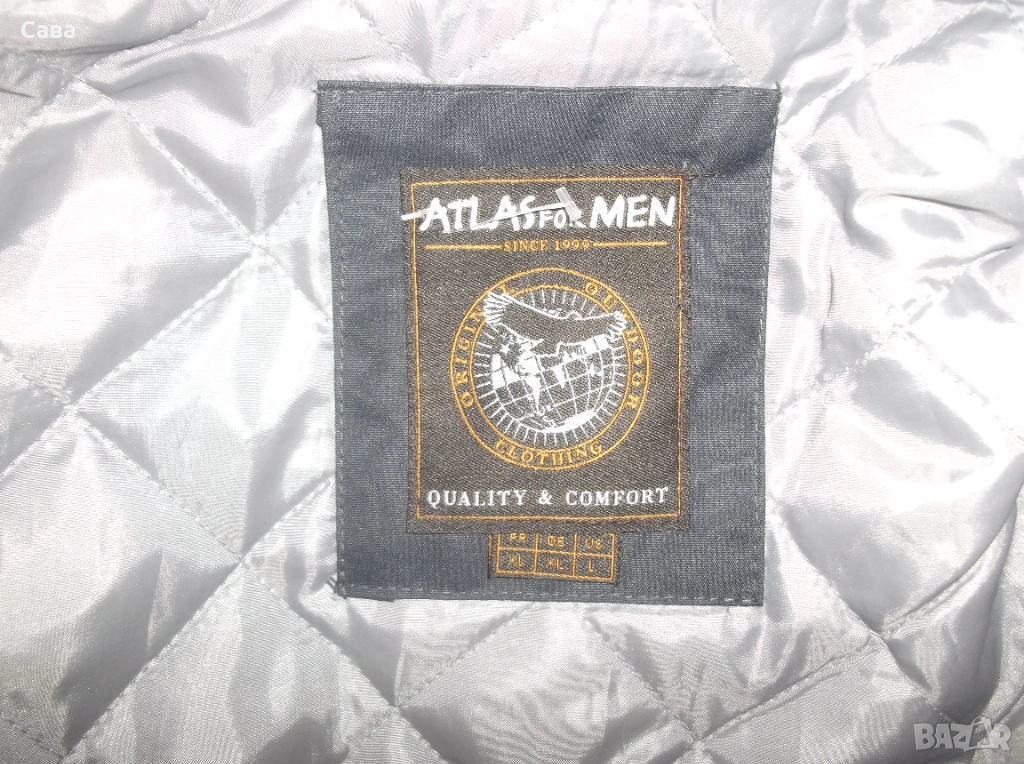 Сава
ATLAS FOR MEN
SINCE 1999
ORIGINAL OUTDOOR
CLOTHING
QUALITY & COMFORT
FR DE US
XL XL L
BAZAR